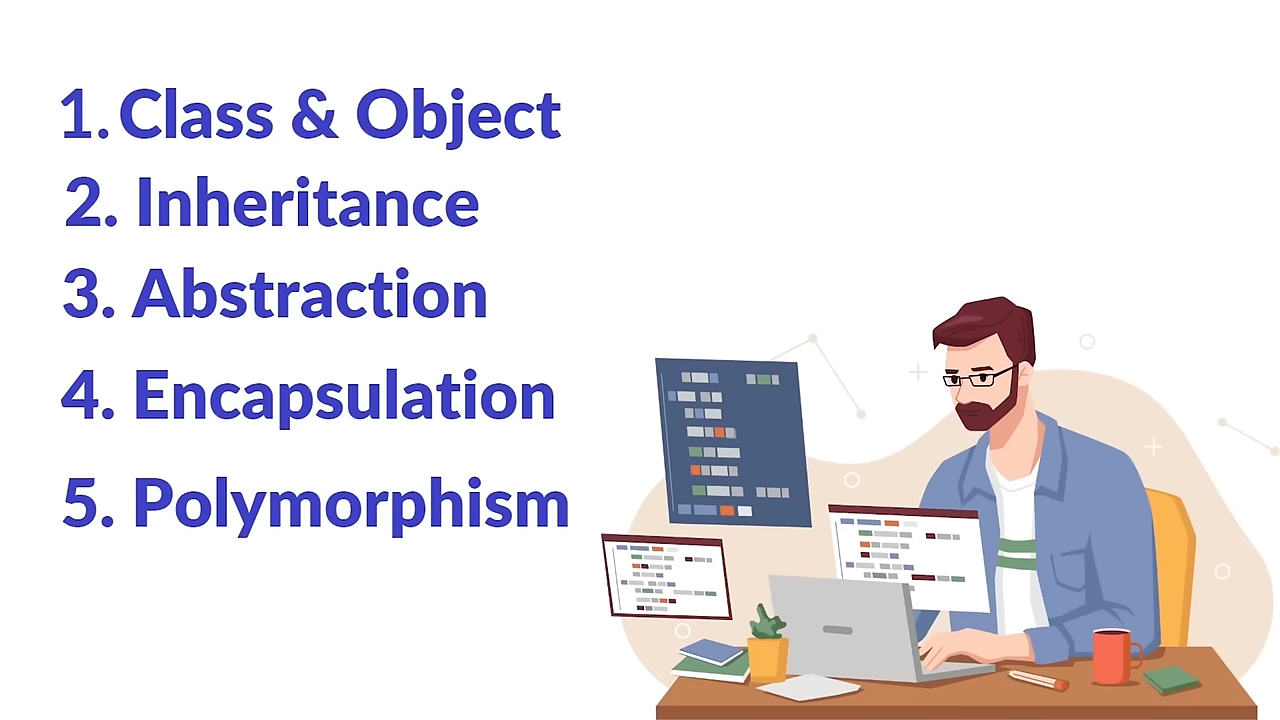 1. Class & Object
2. Inheritance
3. Abstraction
4. Encapsulation
5. Polymorphism